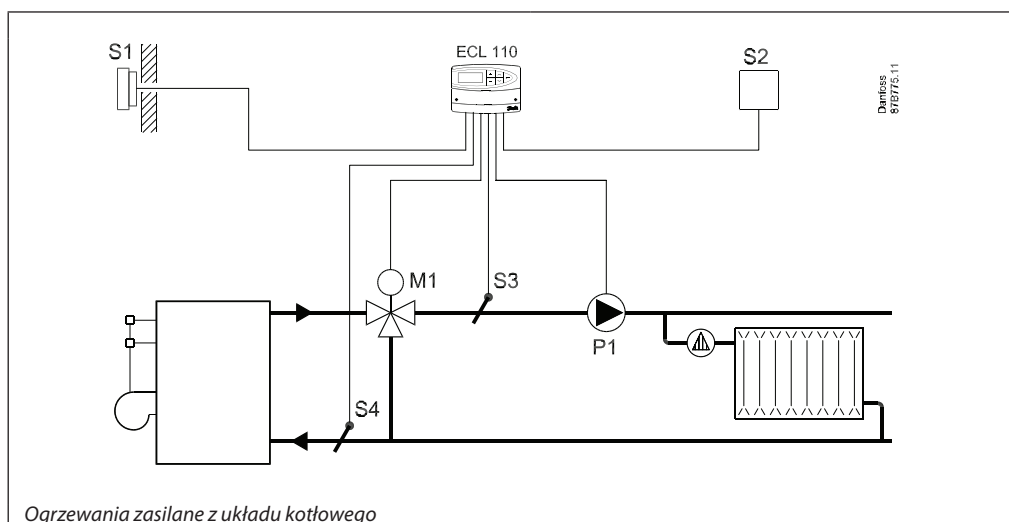 S1
ECL 110
S2
Danfoss
87B775.11
M1
S3
P1
S4
Ogrzewania zasilane z układu kotłowego